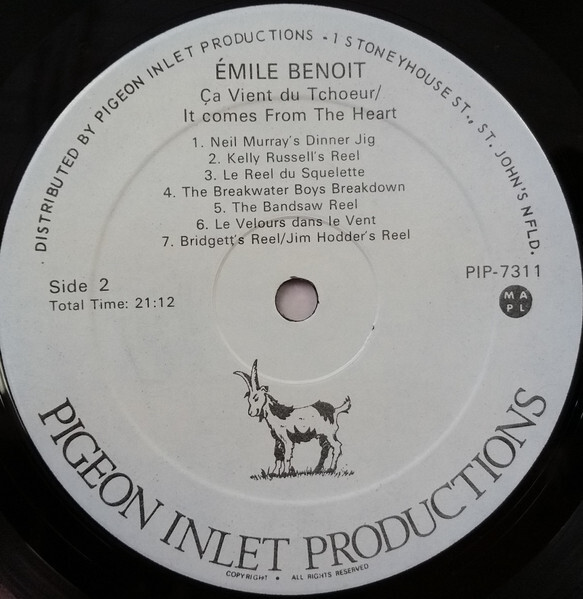 DISTRIBUTED BY PIGEON INLET PRODUCTIONS - 1 STONEYHOUSE ST., ST. JOHN'S NFLD.
ÉMILE BENOIT
Ça Vient du Tchoeur/
It comes From The Heart
1. Neil Murray's Dinner Jig
2. Kelly Russell's Reel
3. Le Reel du Squelette
4. The Breakwater Boys Breakdown
5. The Bandsaw Reel
6. Le Velours dans le Vent
7. Bridgett's Reel/Jim Hodder's Reel
Side 2
Total Time: 21:12
PIP-7311
M A
P L
PIGEON INLET PRODUCTIONS
COPYRIGHT • ALL RIGHTS RESERVED